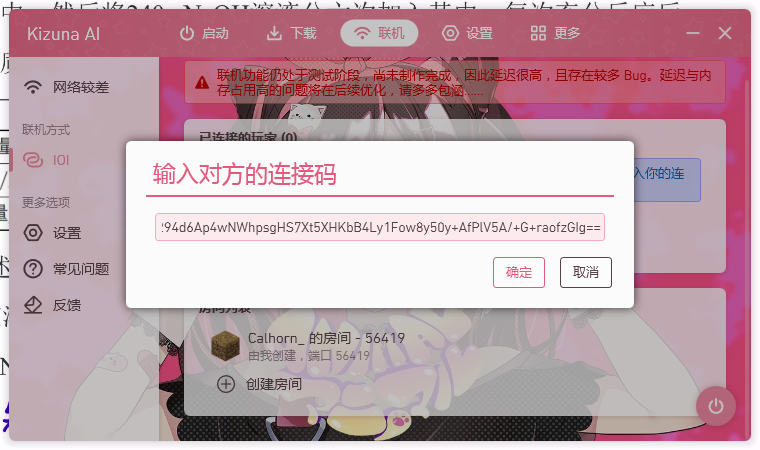 Kizuna AI
启动
下载
联机
设置
更多
网络较差
联机方式
IOI
更多选项
设置
常见问题
反馈
联机功能仍处于测试阶段，尚未制作完成，因此延迟很高，且存在较多 Bug。延迟与内
存占用高的问题将在后续优化，请多多包涵......
已连接的玩家 (0)
输入对方的连接码
94d6Ap4wNWhpsgHS7Xt5XHKbB4Ly1Fow8y50y+AfPlV5A/+G+raofzGIg==
入你的连
确定
取消
房间列表
Calhorn_ 的房间 - 56419
由我创建，端口 56419
创建房间